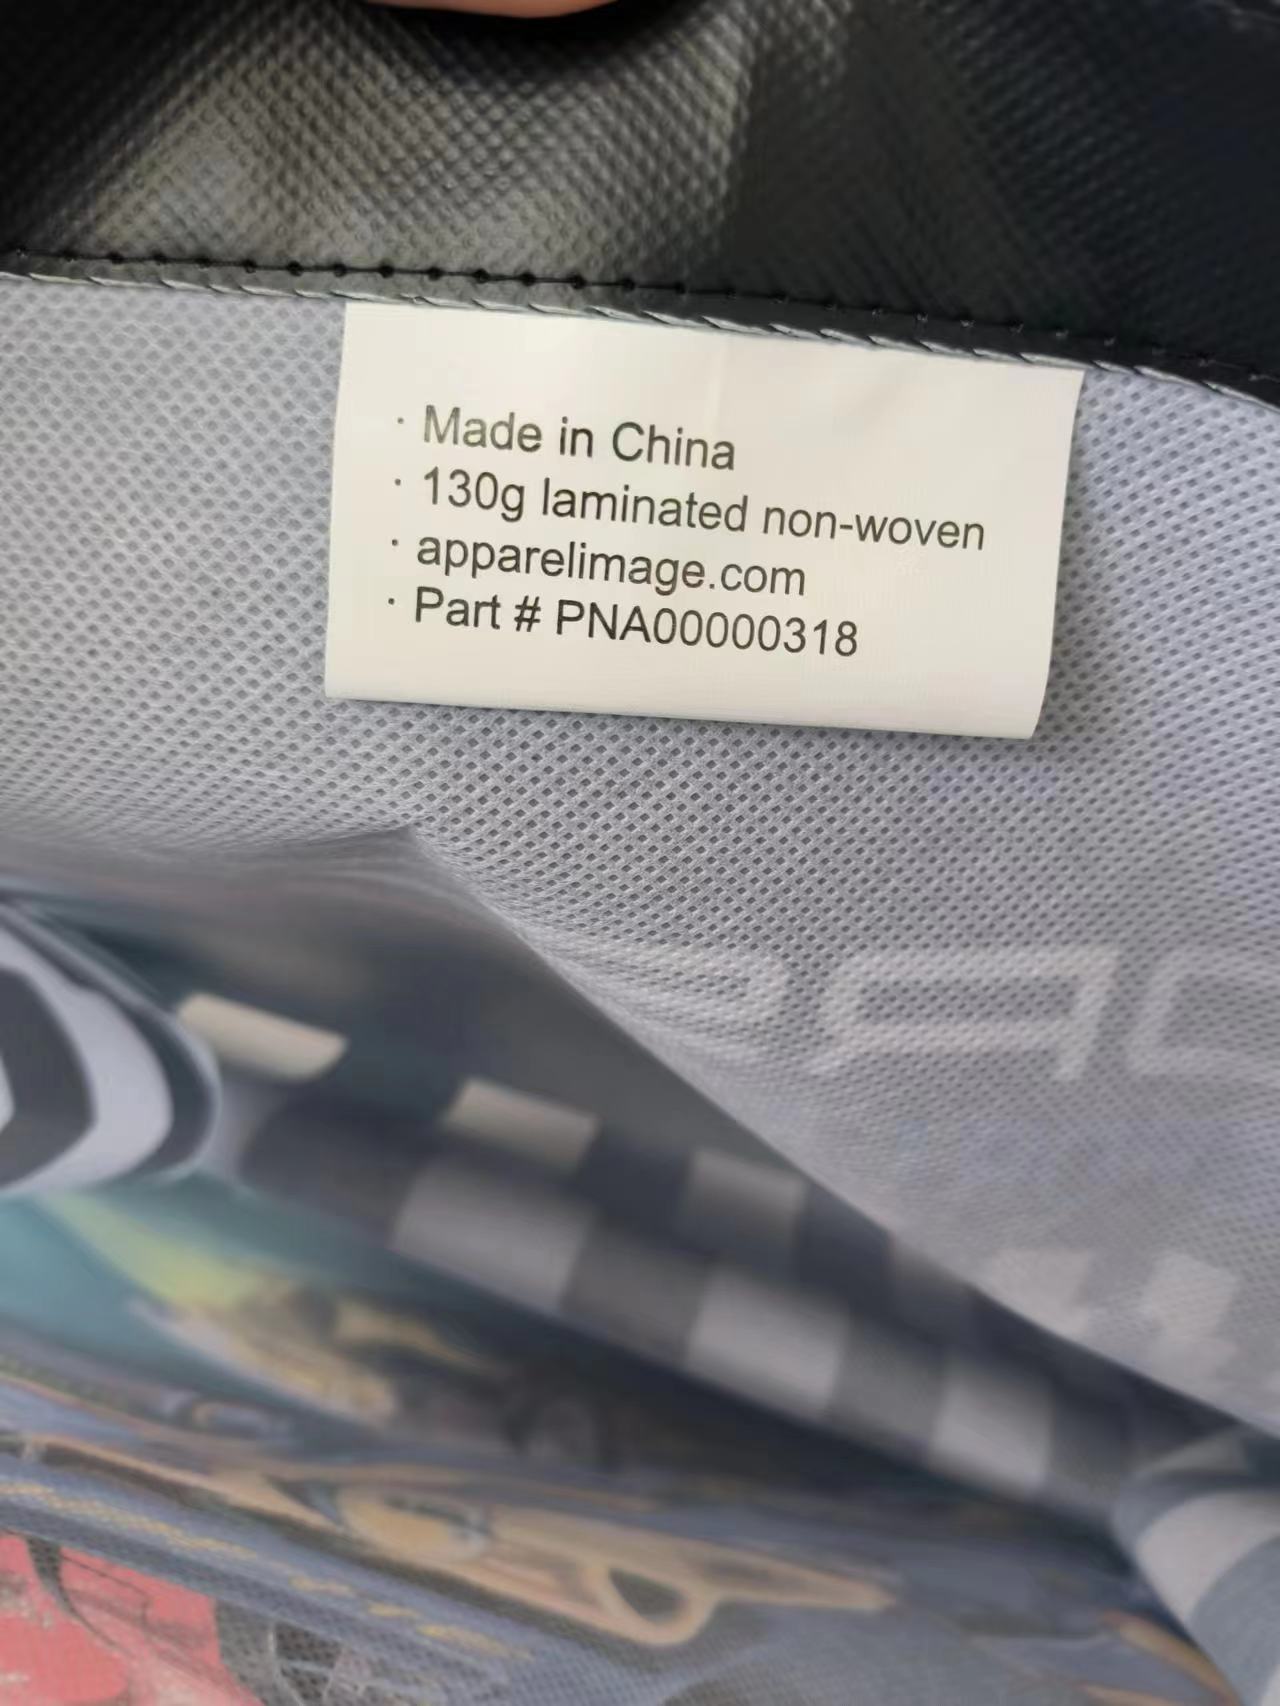 · Made in China
· 130g laminated non-woven
· apparelimage.com
· Part # PNA00000318